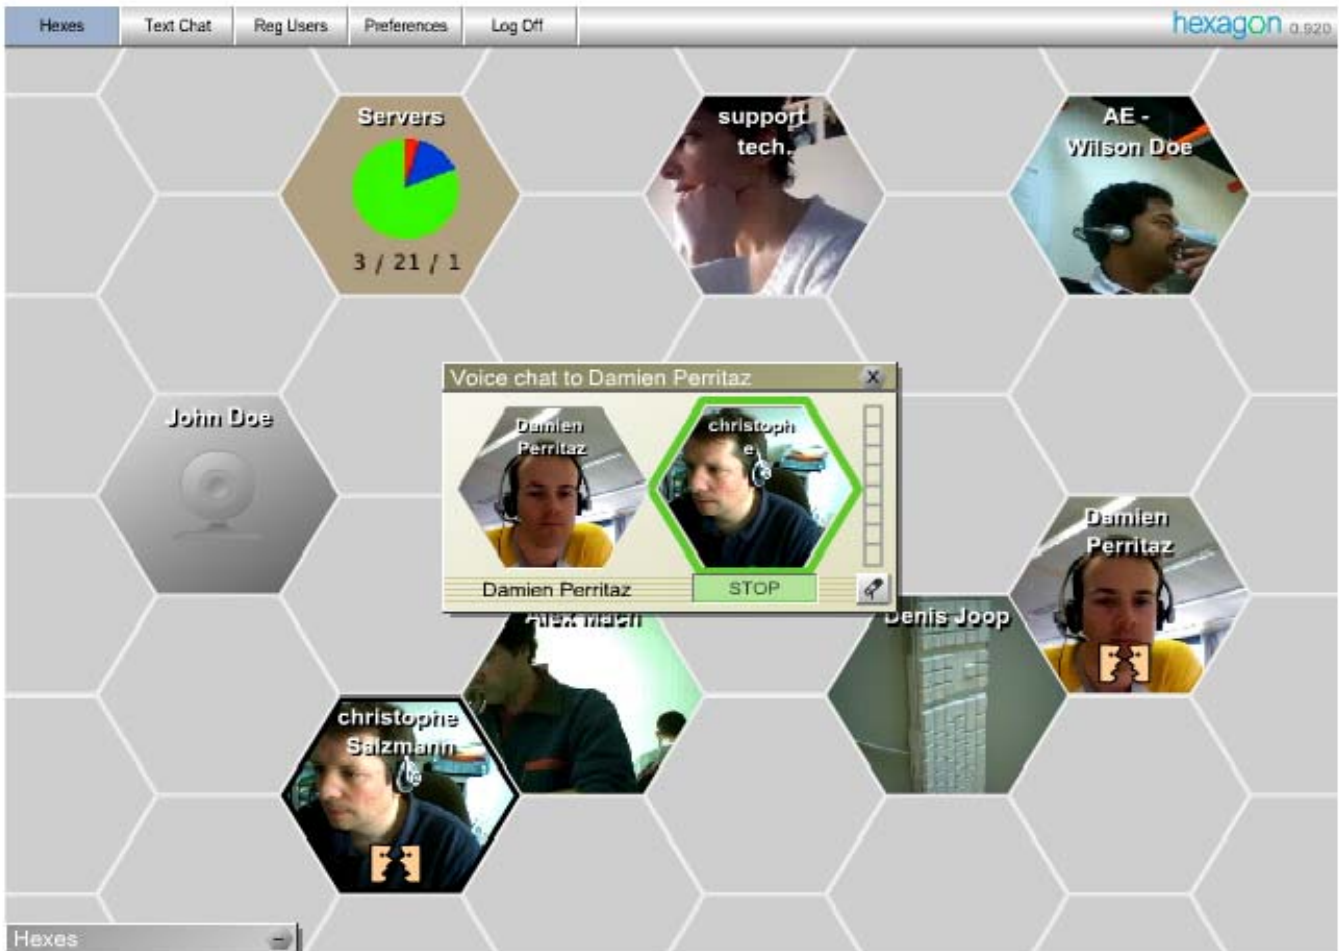 Hexes Text Chat Reg Users Preferences Log Off hexagon 0.920
Servers
3 / 21 / 1
support
tech.
AE -
Wilson Doe
John Doe
Voice chat to Damien Perritaz X
Damien
Perritaz
christoph
e
Damien Perritaz STOP
Damien
Perritaz
Alex Mach
Denis Joop
christophe
Salzmann
Hexes